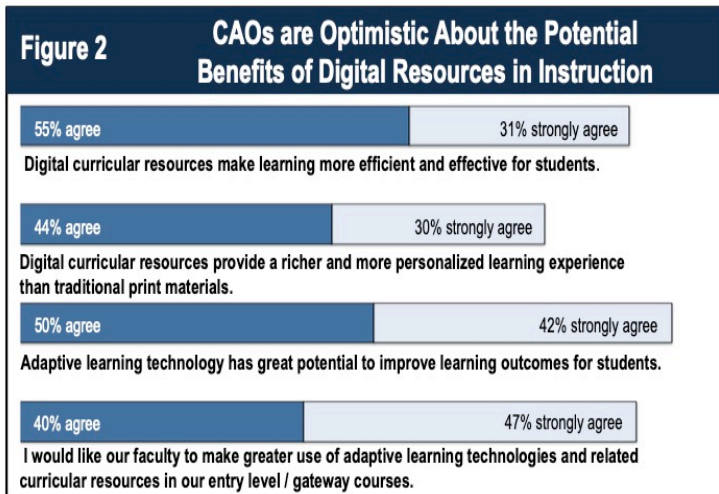 Figure 2
CAOs are Optimistic About the Potential
Benefits of Digital Resources in Instruction
55% agree 31% strongly agree
Digital curricular resources make learning more efficient and effective for students.
44% agree 30% strongly agree
Digital curricular resources provide a richer and more personalized learning experience
than traditional print materials.
50% agree 42% strongly agree
Adaptive learning technology has great potential to improve learning outcomes for students.
40% agree 47% strongly agree
I would like our faculty to make greater use of adaptive learning technologies and related
curricular resources in our entry level / gateway courses.